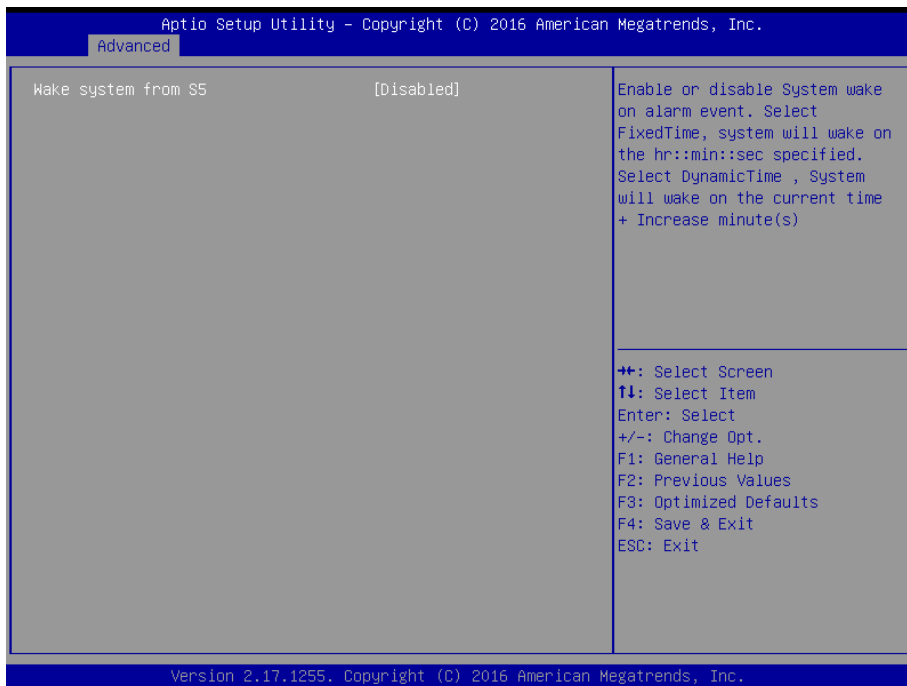 Aptio Setup Utility – Copyright (C) 2016 American Megatrends, Inc.
Advanced
Wake system from S5 [Disabled]
Enable or disable System wake
on alarm event. Select
FixedTime, system will wake on
the hr::min::sec specified.
Select DynamicTime , System
will wake on the current time
+ Increase minute(s)
→←: Select Screen
↑↓: Select Item
Enter: Select
+/-: Change Opt.
F1: General Help
F2: Previous Values
F3: Optimized Defaults
F4: Save & Exit
ESC: Exit
Version 2.17.1255. Copyright (C) 2016 American Megatrends, Inc.